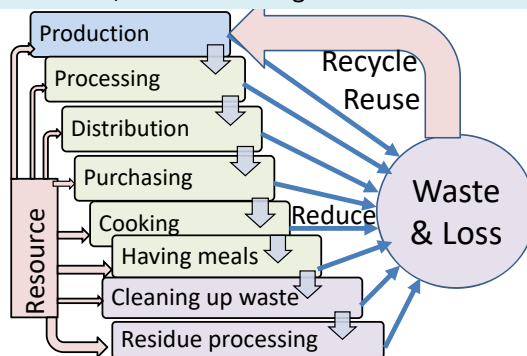 Production
Recycle
Processing
Reuse
Distribution
Purchasing
Waste
& Loss
Cooking
Reduce
Having meals
Resource
Cleaning up waste
Residue processing